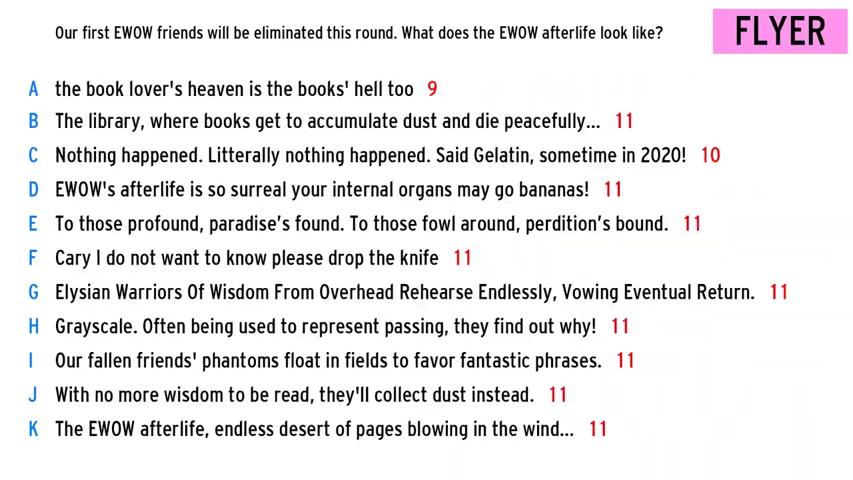 Our first EWOW friends will be eliminated this round. What does the EWOW afterlife look like?
FLYER
A the book lover's heaven is the books' hell too 9
B The library, where books get to accumulate dust and die peacefully... 11
C Nothing happened. Litterally nothing happened. Said Gelatin, sometime in 2020! 10
D EWOW's afterlife is so surreal your internal organs may go bananas! 11
E To those profound, paradise's found. To those fowl around, perdition's bound. 11
F Cary I do not want to know please drop the knife 11
G Elysian Warriors Of Wisdom From Overhead Rehearse Endlessly, Vowing Eventual Return. 11
H Grayscale. Often being used to represent passing, they find out why! 11
I Our fallen friends' phantoms float in fields to favor fantastic phrases. 11
J With no more wisdom to be read, they'll collect dust instead. 11
K The EWOW afterlife, endless desert of pages blowing in the wind... 11